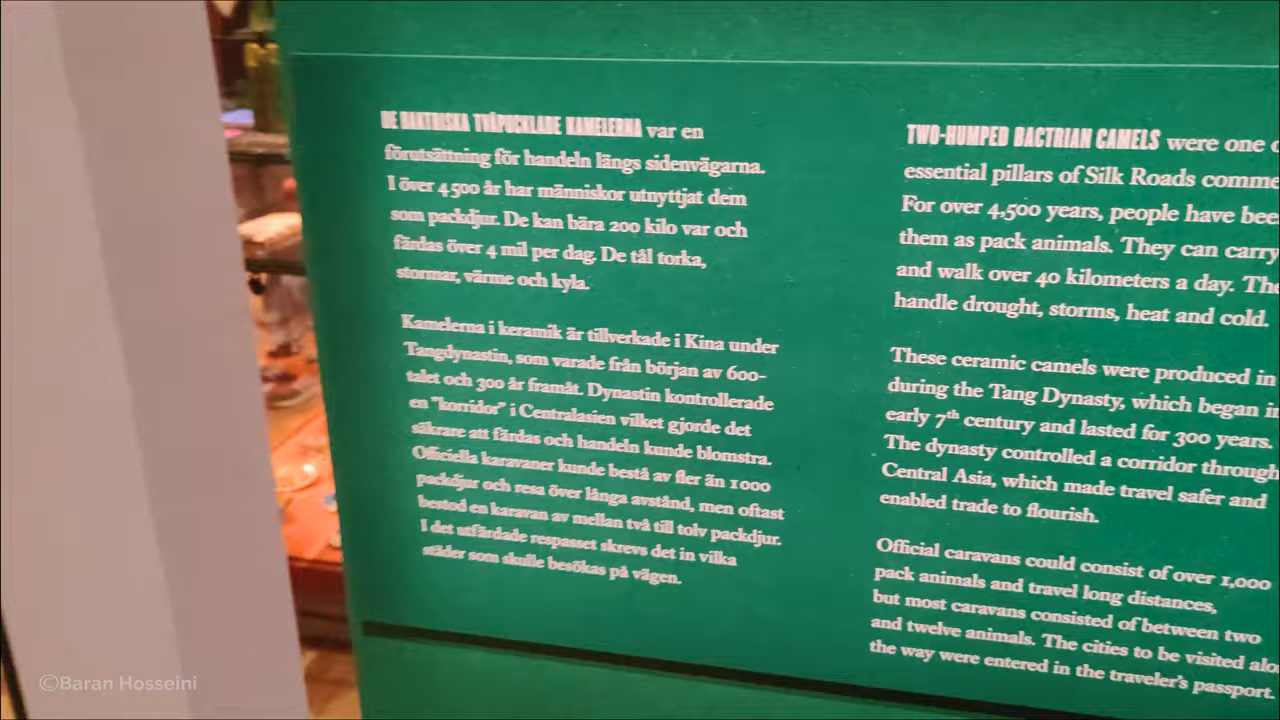 DE BAKTRISKA TVÅPUCKLADE KAMELERNA var en
förutsättning för handeln längs sidenvägarna.
I över 4 500 år har människor utnyttjat dem
som packdjur. De kan bära 200 kilo var och
färdas över 4 mil per dag. De tål torka,
stormar, värme och kyla.
Kamelerna i keramik är tillverkade i Kina under
Tangdynastin, som varade från början av 600-
talet och 300 år framåt. Dynastin kontrollerade
en "korridor" i Centralasien vilket gjorde det
säkrare att färdas och handeln kunde blomstra.
Officiella karavaner kunde bestå av fler än 1 000
packdjur och resa över långa avstånd, men oftast
bestod en karavan av mellan två till tolv packdjur.
I det utfärdade respasset skrevs det in vilka
städer som skulle besökas på vägen.
TWO-HUMPED BACTRIAN CAMELS were one
essential pillars of Silk Roads
For over 4,500 years, people have
them as pack animals. They can carry
and walk over 40 kilometers a day.
handle drought, storms, heat and cold.
These ceramic camels were produced in
during the Tang Dynasty, which began
early 7th century and lasted for 300 years.
The dynasty controlled a corridor through
Central Asia, which made travel safer and
enabled trade to flourish.
Official caravans could consist of over 1,000
pack animals and travel long distances,
but most caravans consisted of between two
and twelve animals. The cities to be visited
the way were entered in the traveler's passport.
©Baran Hosseini